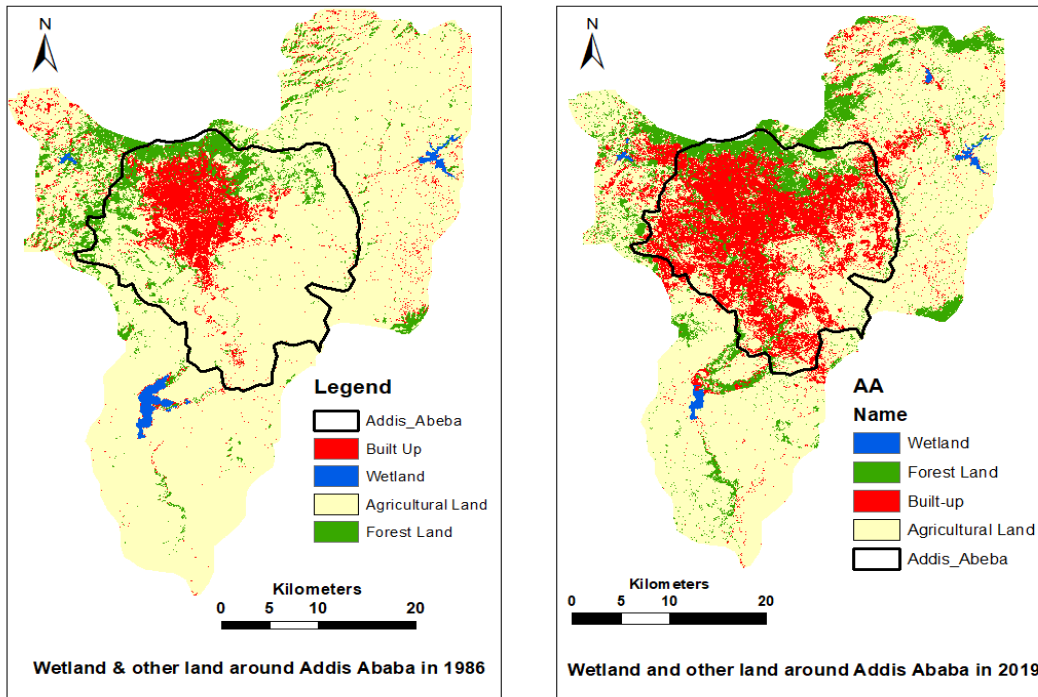 N
Legend
Addis_Abeba
Built Up
Wetland
Agricultural Land
Forest Land
Kilometers
0 5 10 20
Wetland & other land around Addis Ababa in 1986
N
AA
Name
Wetland
Forest Land
Built-up
Agricultural Land
Addis_Abeba
Kilometers
0 5 10 20
Wetland and other land around Addis Ababa in 2019